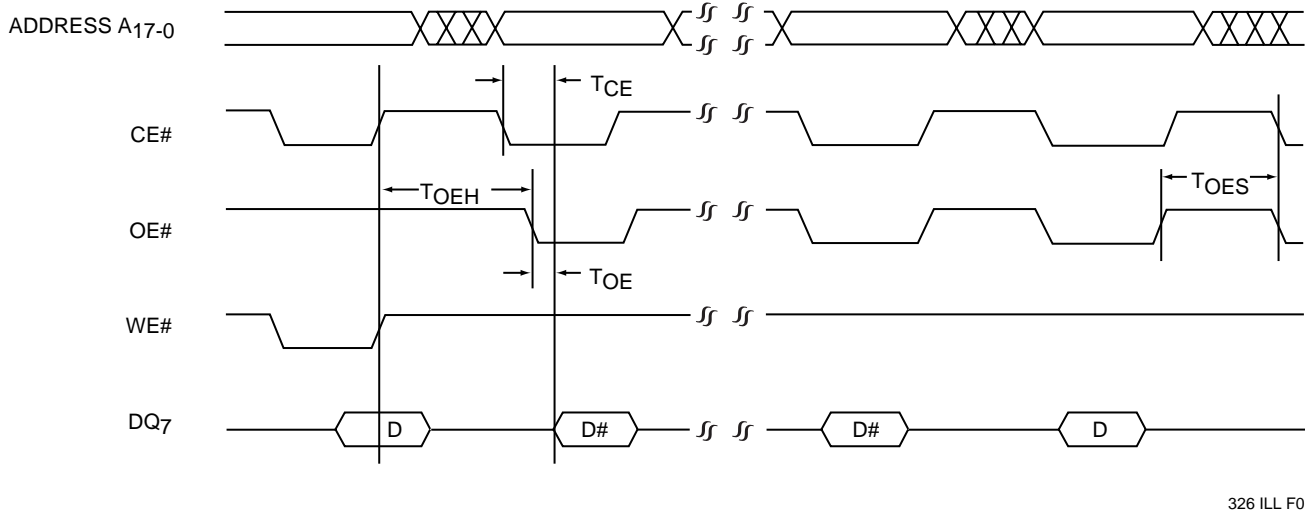 ADDRESS A17-0
TCE
CE#
TOEH
TOES
OE#
TOE
WE#
DQ7
D
D#
D#
D
326 ILL F0